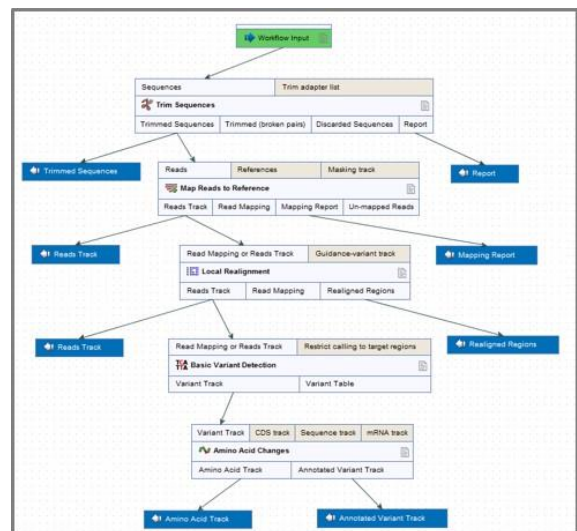 Workflow Input
Sequences Trim adapter list
Trim Sequences
Trimmed Sequences Trimmed (broken pairs) Discarded Sequences Report
Trimmed Sequences
Report
Reads References Masking track
Map Reads to Reference
Reads Track Read Mapping Mapping Report Un-mapped Reads
Reads Track
Mapping Report
Read Mapping or Reads Track Guidance-variant track
Local Realignment
Reads Track Read Mapping Realigned Regions
Reads Track
Realigned Regions
Read Mapping or Reads Track Restrict calling to target regions
Basic Variant Detection
Variant Track Variant Table
Variant Track CDS track Sequence track mRNA track
Amino Acid Changes
Amino Acid Track Annotated Variant Track
Amino Acid Track
Annotated Variant Track